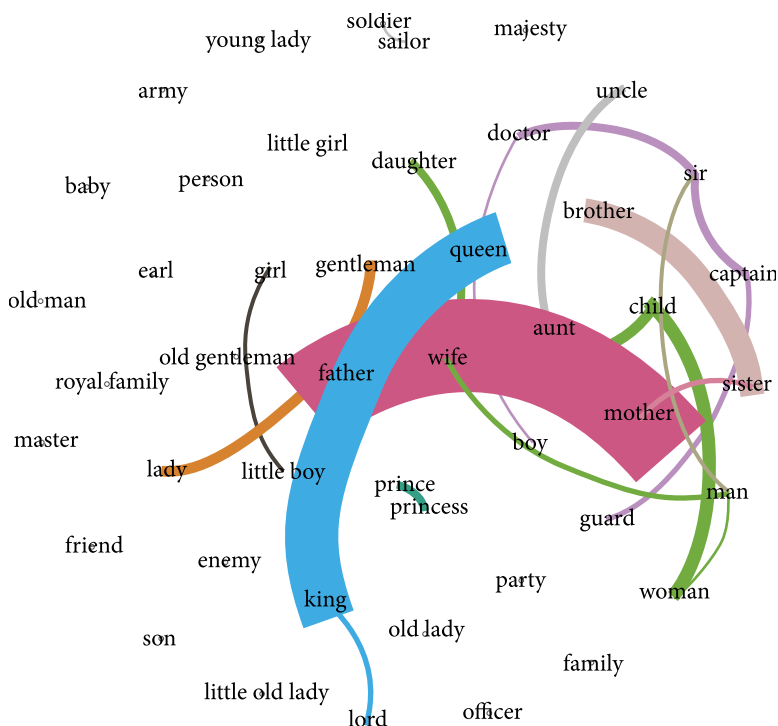 soldier
young lady
sailor
majesty
army
uncle
doctor
little girl
daughter
sir
baby
person
brother
queen
gentleman
earl
girl
captain
old man
child
aunt
old gentleman
wife
father
royal family
sister
mother
master
boy
lady
little boy
prince
man
princess
guard
friend
enemy
party
woman
king
old lady
son
family
little old lady
officer
lord